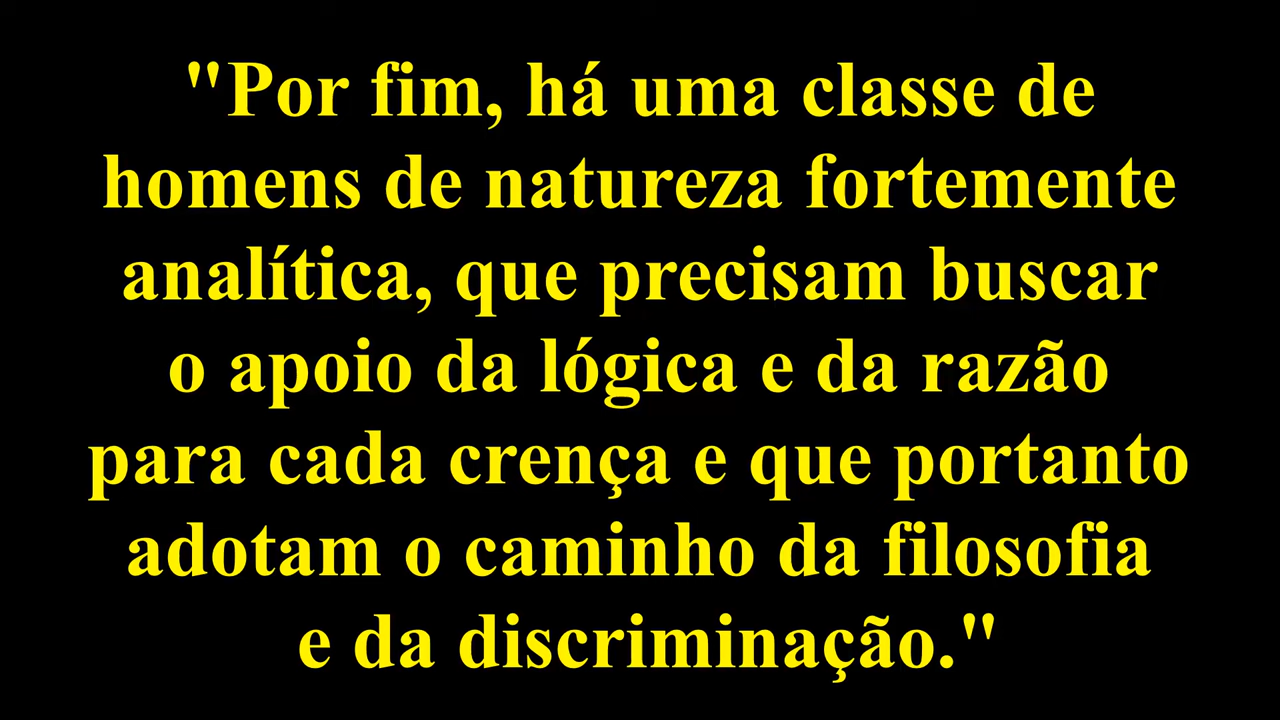 "Por fim, há uma classe de
homens de natureza fortemente
analítica, que precisam buscar
o apoio da lógica e da razão
para cada crença e que portanto
adotam o caminho da filosofia
e da discriminação."